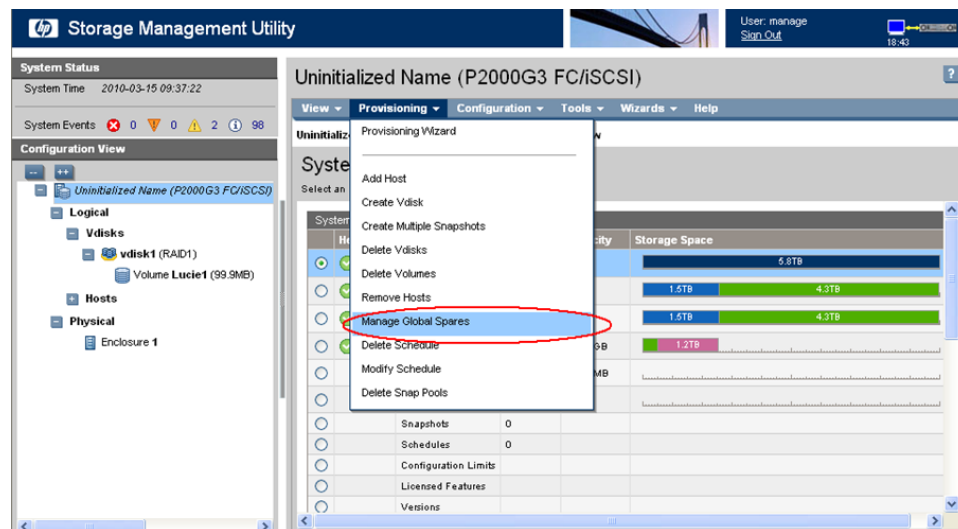 hp Storage Management Utility
User: manage
Sign Out
18:43
System Status
System Time 2010-03-15 09:37:22
System Events 0 0 2 98
Configuration View
Uninitialized Name (P2000G3 FC/iSCSI)
Logical
Vdisks
vdisk1 (RAID1)
Volume Lucie1 (99.9MB)
Hosts
Physical
Enclosure 1
Uninitialized Name (P2000G3 FC/iSCSI)
?
View Provisioning Configuration Tools Wizards Help
Provisioning Wizard
Add Host
Create Vdisk
Create Multiple Snapshots
Delete Vdisks
Delete Volumes
Remove Hosts
Manage Global Spares
Delete Schedule
Modify Schedule
Delete Snap Pools
Uninitializ
Syste
Select an
System
He
city Storage Space
5.8TB
1.5TB 4.3TB
1.5TB 4.3TB
GB 1.2TB
MB
Snapshots 0
Schedules 0
Configuration Limits
Licensed Features
Versions